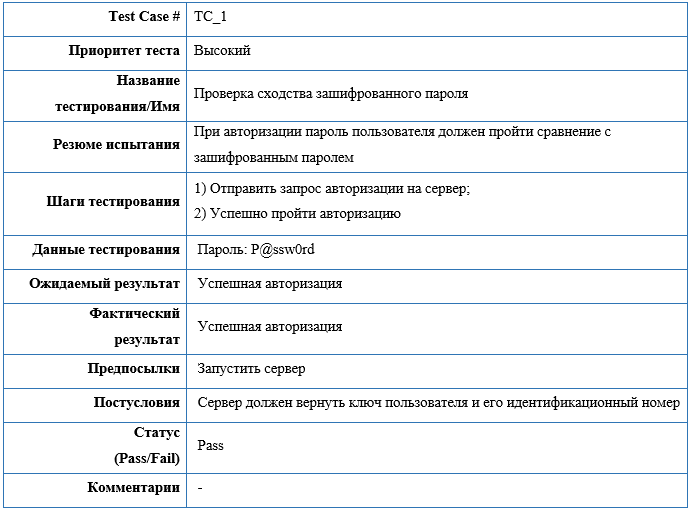 Test Case # TC_1
Приоритет теста Высокий
Название
тестирования/Имя
Проверка сходства зашифрованного пароля
Резюме испытания
При авторизации пароль пользователя должен пройти сравнение с
зашифрованным паролем
Шаги тестирования
1) Отправить запрос авторизации на сервер;
2) Успешно пройти авторизацию
Данные тестирования Пароль: P@ssw0rd
Ожидаемый результат Успешная авторизация
Фактический
результат
Успешная авторизация
Предпосылки Запустить сервер
Постусловия Сервер должен вернуть ключ пользователя и его идентификационный номер
Статус
(Pass/Fail)
Pass
Комментарии -